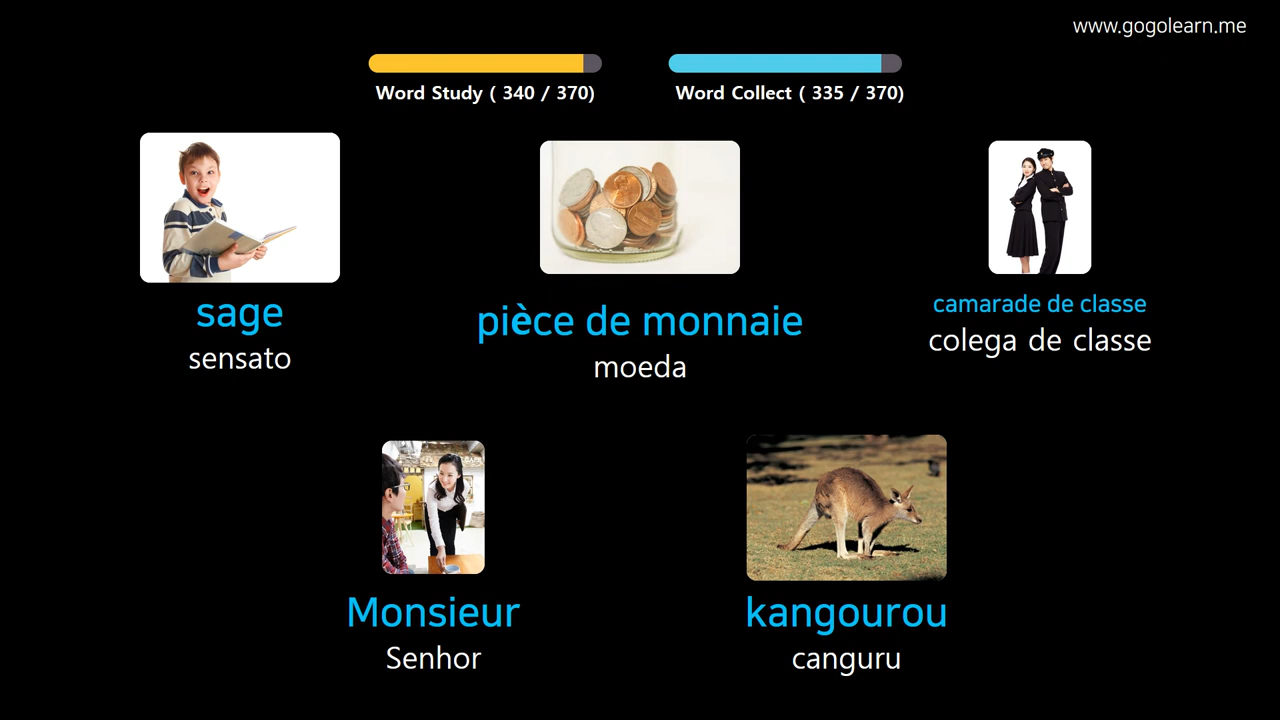 www.gogolearn.me
Word Study ( 340 / 370)
Word Collect ( 335 / 370)
sage
sensato
pièce de monnaie
moeda
camarade de classe
colega de classe
Monsieur
Senhor
kangourou
canguru